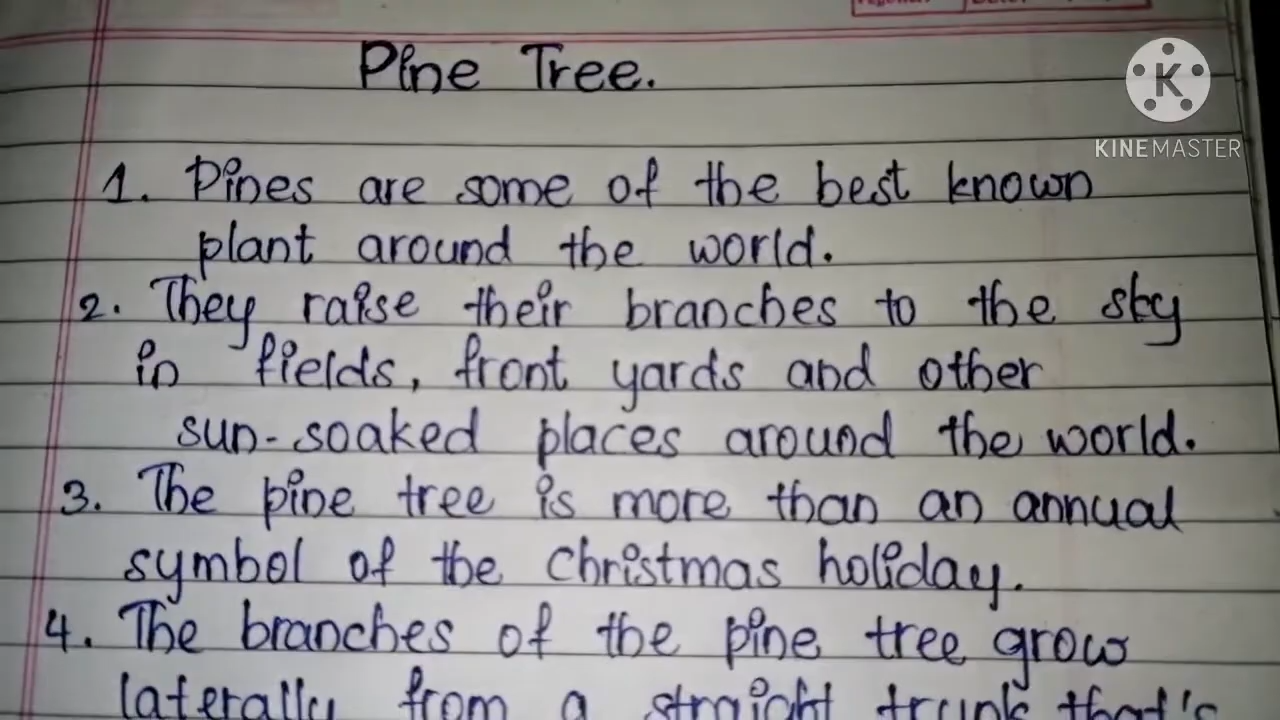 Pine Tree.
K
KINEMASTER
1. Pines are some of the best known
plant around the world.
2. They raise their branches to the sky
in fields, front yards and other
sun-soaked places around the world.
3. The pine tree is more than an annual
symbol of the Christmas holiday.
4. The branches of the pine tree grow
laterally from a straight trunk that's